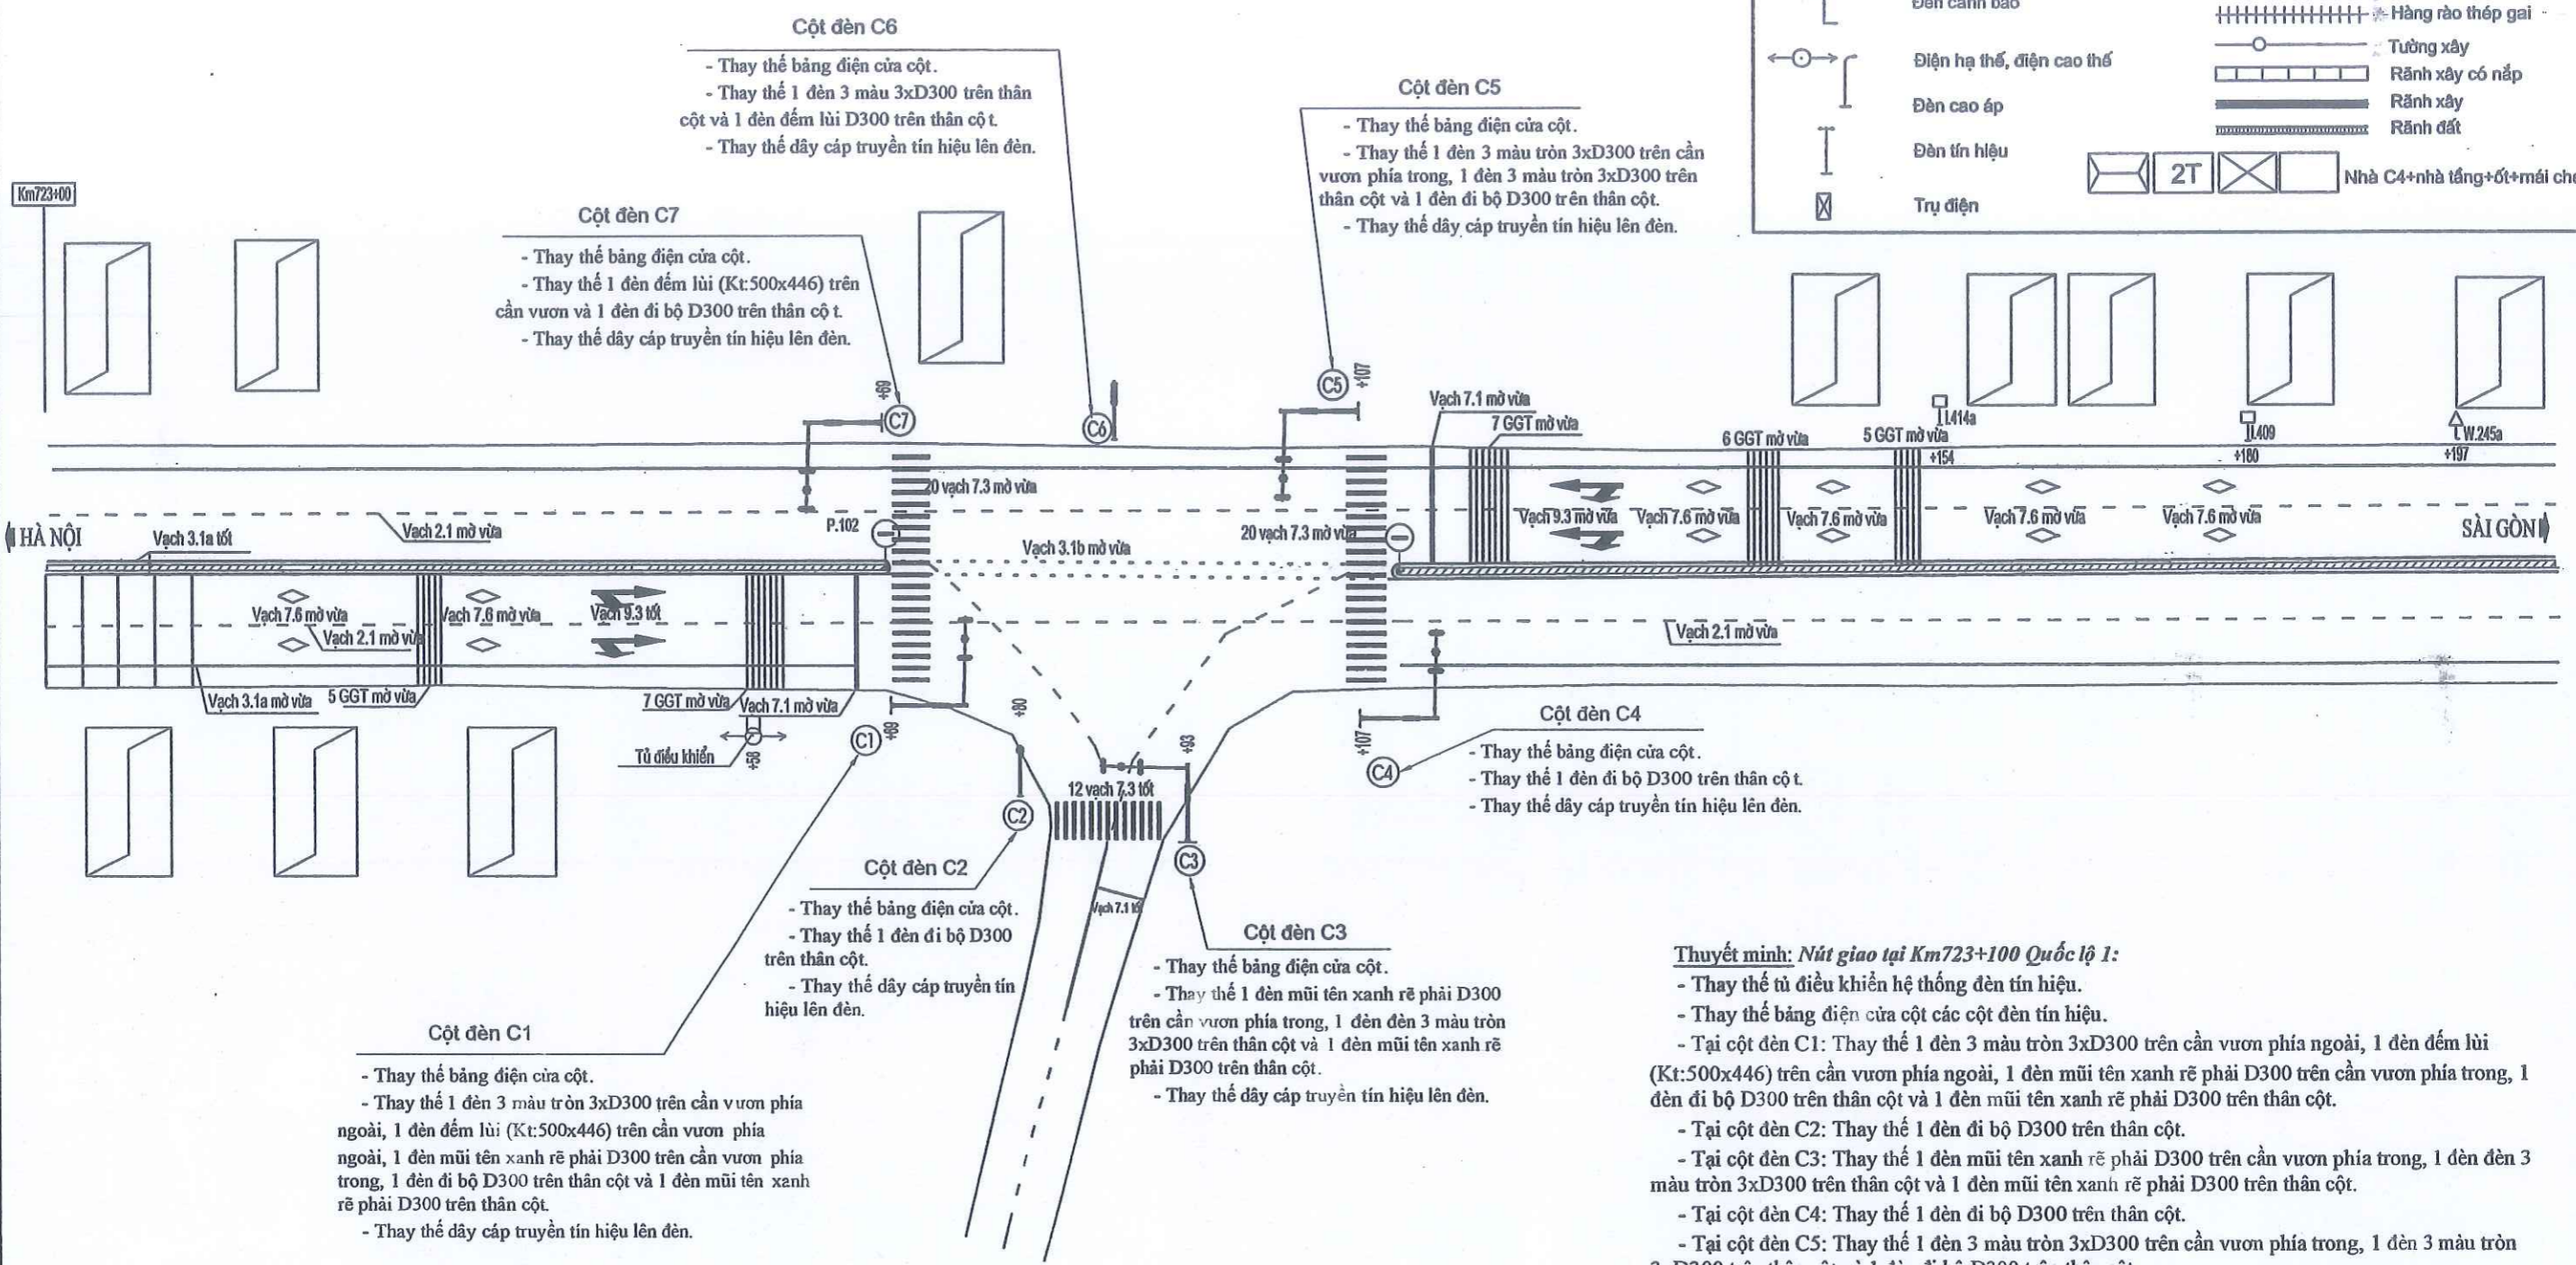 Cột đèn C6
- Thay thế bảng điện cửa cột.
- Thay thế 1 đèn 3 màu 3xD300 trên thân
cột và 1 đèn đếm lùi D300 trên thân cột.
- Thay thế dây cáp truyền tín hiệu lên đèn.
Cột đèn C5
- Thay thế bảng điện cửa cột.
- Thay thế 1 đèn 3 màu tròn 3xD300 trên cần
vươn phía trong, 1 đèn 3 màu tròn 3xD300 trên
thân cột và 1 đèn đi bộ D300 trên thân cột.
- Thay thế dây cáp truyền tín hiệu lên đèn.
Đèn cảnh báo
Điện hạ thế, điện cao thế
Đèn cao áp
Đèn tín hiệu
Trụ điện
Hàng rào thép gai
Tường xây
Rãnh xây có nắp
Rãnh xây
Rãnh đất
2T
Nhà C4+nhà tầng+ốt+mái che
Km723+00
Cột đèn C7
- Thay thế bảng điện cửa cột.
- Thay thế 1 đèn đếm lùi (Kt:500x446) trên
cần vươn và 1 đèn đi bộ D300 trên thân cột.
- Thay thế dây cáp truyền tín hiệu lên đèn.
+69
C7
C6
C5
+107
Vạch 7.1 mờ vừa
7 GGT mờ vừa
6 GGT mờ vừa
5 GGT mờ vừa
I.414a
+154
I.409
+180
W.245a
+197
20 vạch 7.3 mờ vừa
P.102
20 vạch 7.3 mờ vừa
Vạch 9.3 mờ vừa
Vạch 7.6 mờ vừa
Vạch 7.6 mờ vừa
Vạch 7.6 mờ vừa
Vạch 7.6 mờ vừa
HÀ NỘI
Vạch 3.1a tốt
Vạch 2.1 mờ vừa
Vạch 3.1b mờ vừa
SÀI GÒN
Vạch 7.6 mờ vừa
Vạch 2.1 mờ vừa
Vạch 7.6 mờ vừa
Vạch 9.3 tốt
Vạch 2.1 mờ vừa
Vạch 3.1a mờ vừa
5 GGT mờ vừa
7 GGT mờ vừa
Vạch 7.1 mờ vừa
Tủ điều khiển
+58
C1
+69
+80
C2
12 vạch 7.3 tốt
+93
C3
Vạch 7.1 tốt
+107
C4
Cột đèn C4
- Thay thế bảng điện cửa cột.
- Thay thế 1 đèn đi bộ D300 trên thân cột.
- Thay thế dây cáp truyền tín hiệu lên đèn.
Cột đèn C2
- Thay thế bảng điện cửa cột.
- Thay thế 1 đèn đi bộ D300
trên thân cột.
- Thay thế dây cáp truyền tín
hiệu lên đèn.
Cột đèn C3
- Thay thế bảng điện cửa cột.
- Thay thế 1 đèn mũi tên xanh rẽ phải D300
trên cần vươn phía trong, 1 đèn đèn 3 màu tròn
3xD300 trên thân cột và 1 đèn mũi tên xanh rẽ
phải D300 trên thân cột.
- Thay thế dây cáp truyền tín hiệu lên đèn.
Cột đèn C1
- Thay thế bảng điện cửa cột.
- Thay thế 1 đèn 3 màu tròn 3xD300 trên cần vươn phía
ngoài, 1 đèn đếm lùi (Kt:500x446) trên cần vươn phía
ngoài, 1 đèn mũi tên xanh rẽ phải D300 trên cần vươn phía
trong, 1 đèn đi bộ D300 trên thân cột và 1 đèn mũi tên xanh
rẽ phải D300 trên thân cột.
- Thay thế dây cáp truyền tín hiệu lên đèn.
Thuyết minh: Nút giao tại Km723+100 Quốc lộ 1:
- Thay thế tủ điều khiển hệ thống đèn tín hiệu.
- Thay thế bảng điện cửa cột các cột đèn tín hiệu.
- Tại cột đèn C1: Thay thế 1 đèn 3 màu tròn 3xD300 trên cần vươn phía ngoài, 1 đèn đếm lùi
(Kt:500x446) trên cần vươn phía ngoài, 1 đèn mũi tên xanh rẽ phải D300 trên cần vươn phía trong, 1
đèn đi bộ D300 trên thân cột và 1 đèn mũi tên xanh rẽ phải D300 trên thân cột.
- Tại cột đèn C2: Thay thế 1 đèn đi bộ D300 trên thân cột.
- Tại cột đèn C3: Thay thế 1 đèn mũi tên xanh rẽ phải D300 trên cần vươn phía trong, 1 đèn đèn 3
màu tròn 3xD300 trên thân cột và 1 đèn mũi tên xanh rẽ phải D300 trên thân cột.
- Tại cột đèn C4: Thay thế 1 đèn đi bộ D300 trên thân cột.
- Tại cột đèn C5: Thay thế 1 đèn 3 màu tròn 3xD300 trên cần vươn phía trong, 1 đèn 3 màu tròn